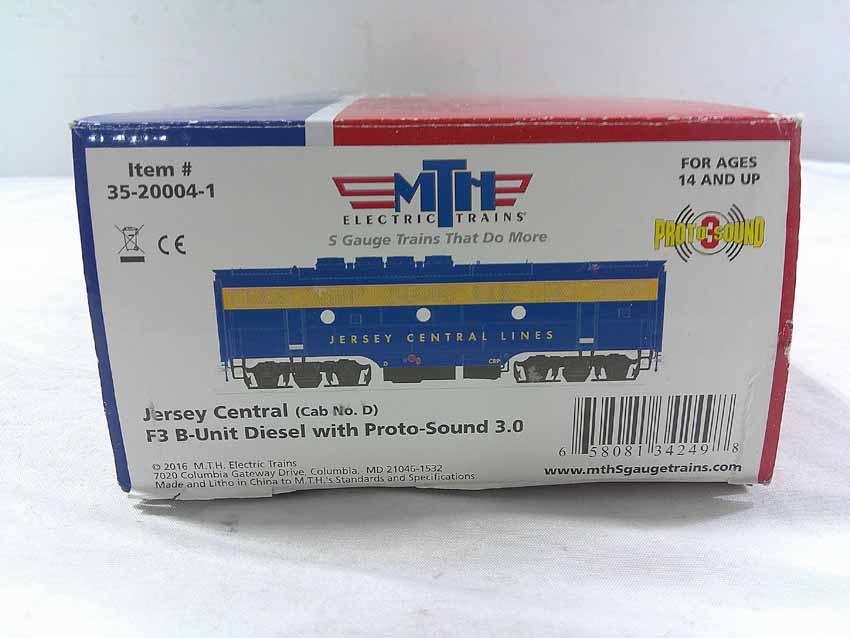 Item #
35-20004-1
MTH
ELECTRIC TRAINS
S Gauge Trains That Do More
FOR AGES
14 AND UP
PROTO 3 SOUND
CE
JERSEY CENTRAL LINES
D
CRP
Jersey Central (Cab No. D)
F3 B-Unit Diesel with Proto-Sound 3.0
6 58081 34249 8
© 2016 M.T.H. Electric Trains
7020 Columbia Gateway Drive, Columbia, MD 21046-1532
Made and Litho in China to M.T.H.'s Standards and Specifications
www.mthSgaugetrains.com